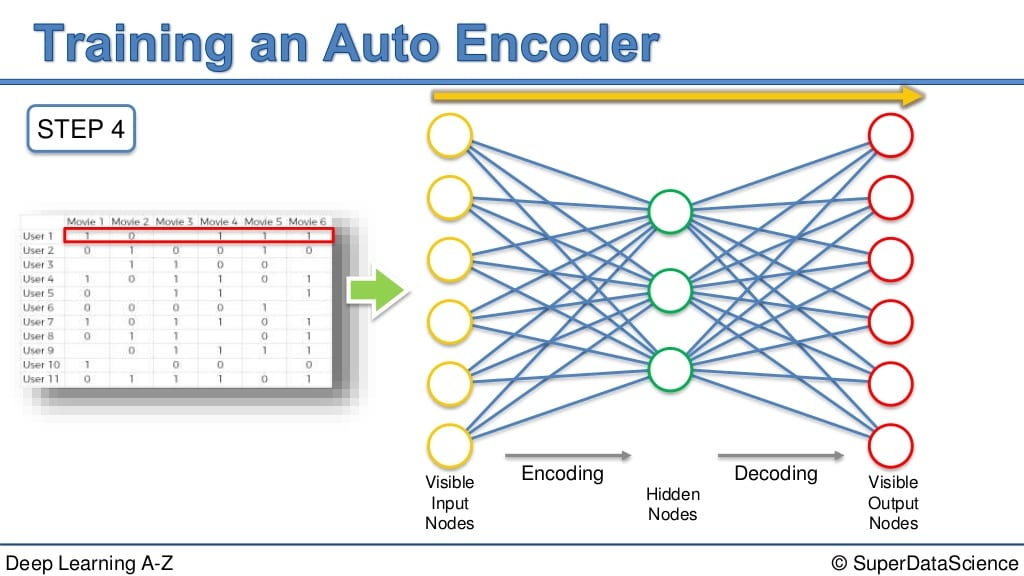 Training an Auto Encoder
STEP 4
Movie 1 Movie 2 Movie 3 Movie 4 Movie 5 Movie 6
User 1 1 0 1 1 1
User 2 0 1 0 0 1 0
User 3 1 1 0 0
User 4 1 0 1 1 0 1
User 5 0 1 1 1
User 6 0 0 0 0 1
User 7 1 0 1 1 0 1
User 8 0 1 1 0 1
User 9 0 1 1 1 1
User 10 1 0 0 0
User 11 0 1 1 1 0 1
Encoding
Decoding
Visible
Input
Nodes
Hidden
Nodes
Visible
Output
Nodes
Deep Learning A-Z
© SuperDataScience